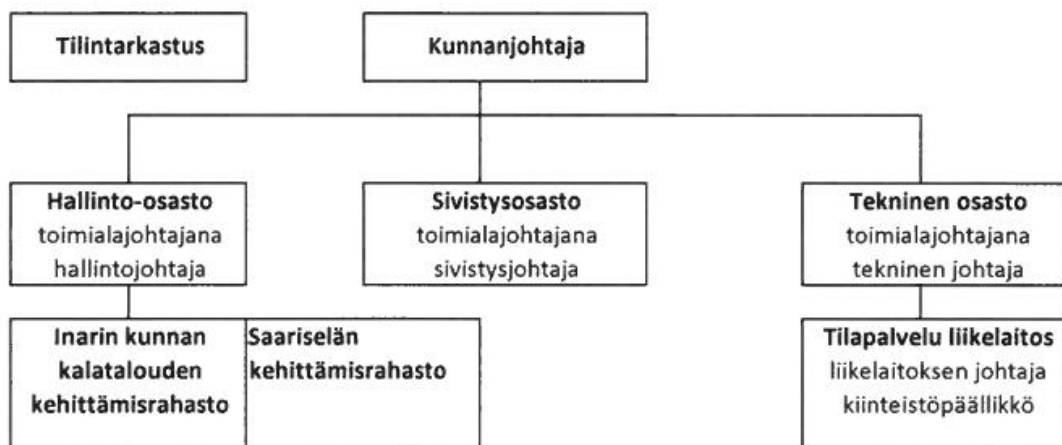 Tilintarkastus
Kunnanjohtaja
Hallinto-osasto
toimialajohtajana
hallintojohtaja
Sivistysosasto
toimialajohtajana
sivistysjohtaja
Tekninen osasto
toimialajohtajana
tekninen johtaja
Inarin kunnan
kalatalouden
kehittämisrahasto
Saariselän
kehittämisrahasto
Tilapalvelu liikelaitos
liikelaitoksen johtaja
kiinteistöpäällikkö